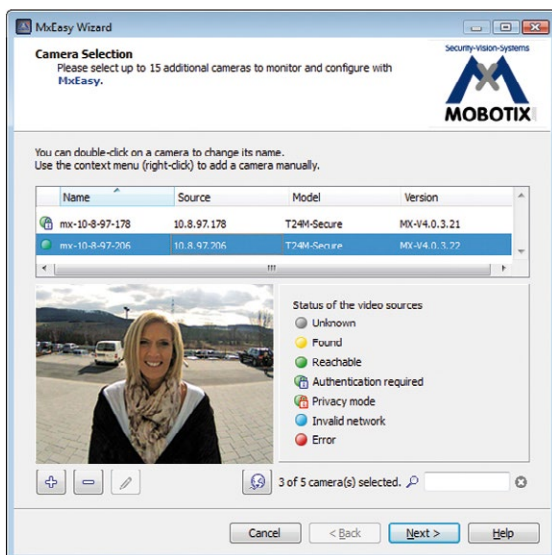 MxEasy Wizard
Camera Selection
Please select up to 15 additional cameras to monitor and configure with
MxEasy.
Security-Vision-Systems
MOBOTIX
You can double-click on a camera to change its name.
Use the context menu (right-click) to add a camera manually.
Name Source Model Version
mx-10-8-97-178 10.8.97.178 T24M-Secure MX-V4.0.3.21
mx-10-8-97-206 10.8.97.206 T24M-Secure MX-V4.0.3.22
Status of the video sources
Unknown
Found
Reachable
Authentication required
Privacy mode
Invalid network
Error
3 of 5 camera(s) selected.
Cancel < Back Next > Help